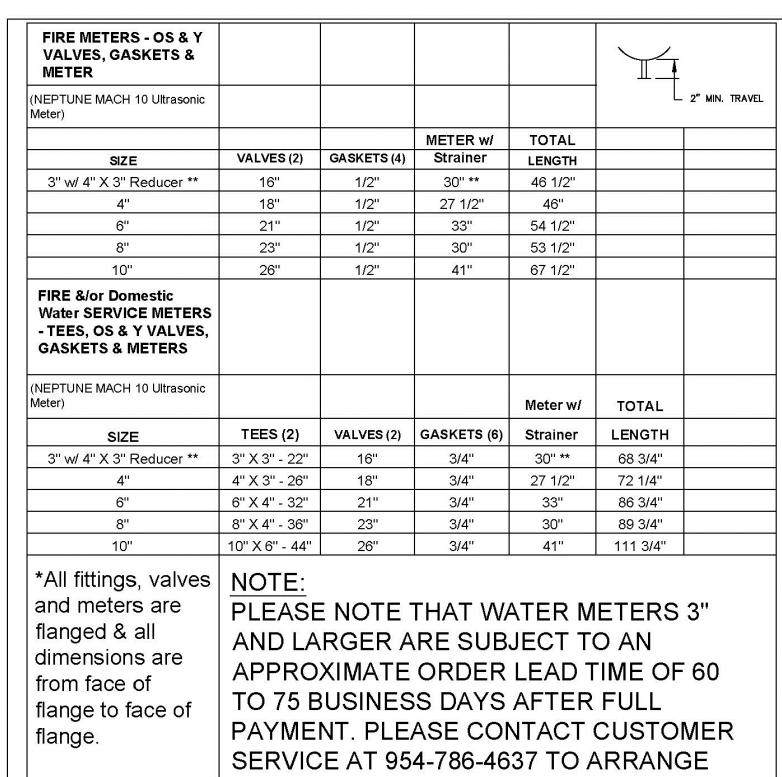 FIRE METERS - OS & Y
VALVES, GASKETS &
METER
2" MIN. TRAVEL
(NEPTUNE MACH 10 Ultrasonic
Meter)
METER w/ TOTAL
SIZE VALVES (2) GASKETS (4) Strainer LENGTH
3" w/ 4" X 3" Reducer ** 16" 1/2" 30" ** 46 1/2"
4" 18" 1/2" 27 1/2" 46"
6" 21" 1/2" 33" 54 1/2"
8" 23" 1/2" 30" 53 1/2"
10" 26" 1/2" 41" 67 1/2"
FIRE &/or Domestic
Water SERVICE METERS
- TEES, OS & Y VALVES,
GASKETS & METERS
(NEPTUNE MACH 10 Ultrasonic
Meter) Meter w/ TOTAL
SIZE TEES (2) VALVES (2) GASKETS (6) Strainer LENGTH
3" w/ 4" X 3" Reducer ** 3" X 3" - 22" 16" 3/4" 30" ** 68 3/4"
4" 4" X 3" - 26" 18" 3/4" 27 1/2" 72 1/4"
6" 6" X 4" - 32" 21" 3/4" 33" 86 3/4"
8" 8" X 4" - 36" 23" 3/4" 30" 89 3/4"
10" 10" X 6" - 44" 26" 3/4" 41" 111 3/4"
*All fittings, valves
and meters are
flanged & all
dimensions are
from face of
flange to face of
flange.
NOTE:
PLEASE NOTE THAT WATER METERS 3"
AND LARGER ARE SUBJECT TO AN
APPROXIMATE ORDER LEAD TIME OF 60
TO 75 BUSINESS DAYS AFTER FULL
PAYMENT. PLEASE CONTACT CUSTOMER
SERVICE AT 954-786-4637 TO ARRANGE